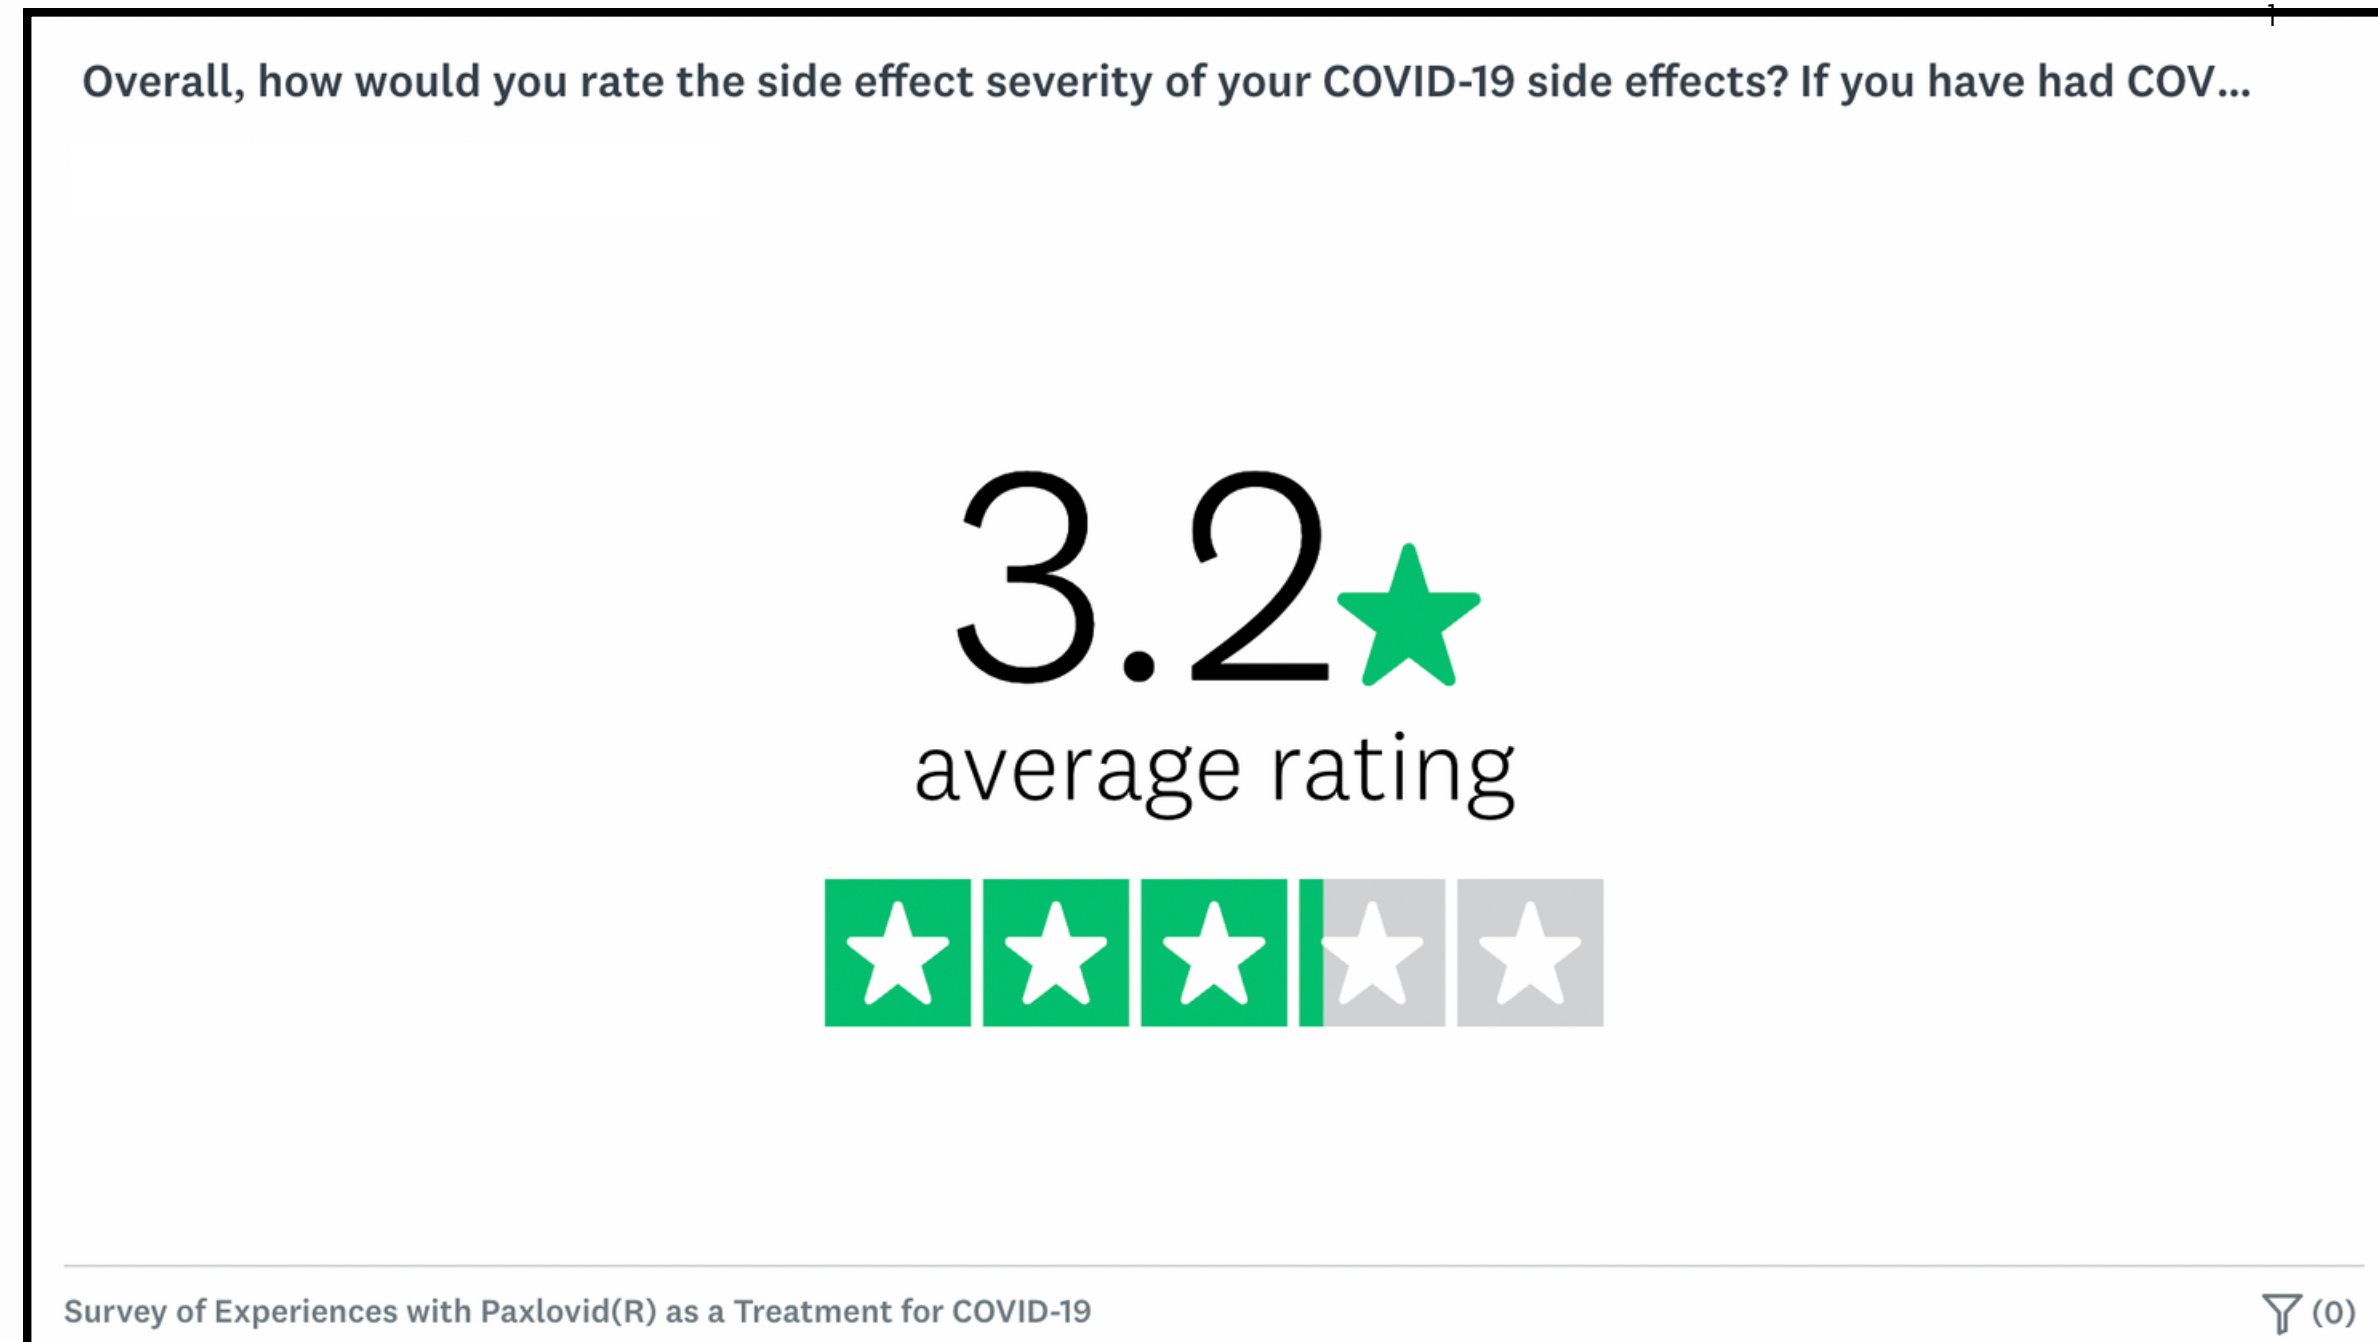 1
Overall, how would you rate the side effect severity of your COVID-19 side effects? If you have had COV...
3.2
average rating
Survey of Experiences with Paxlovid(R) as a Treatment for COVID-19
(0)